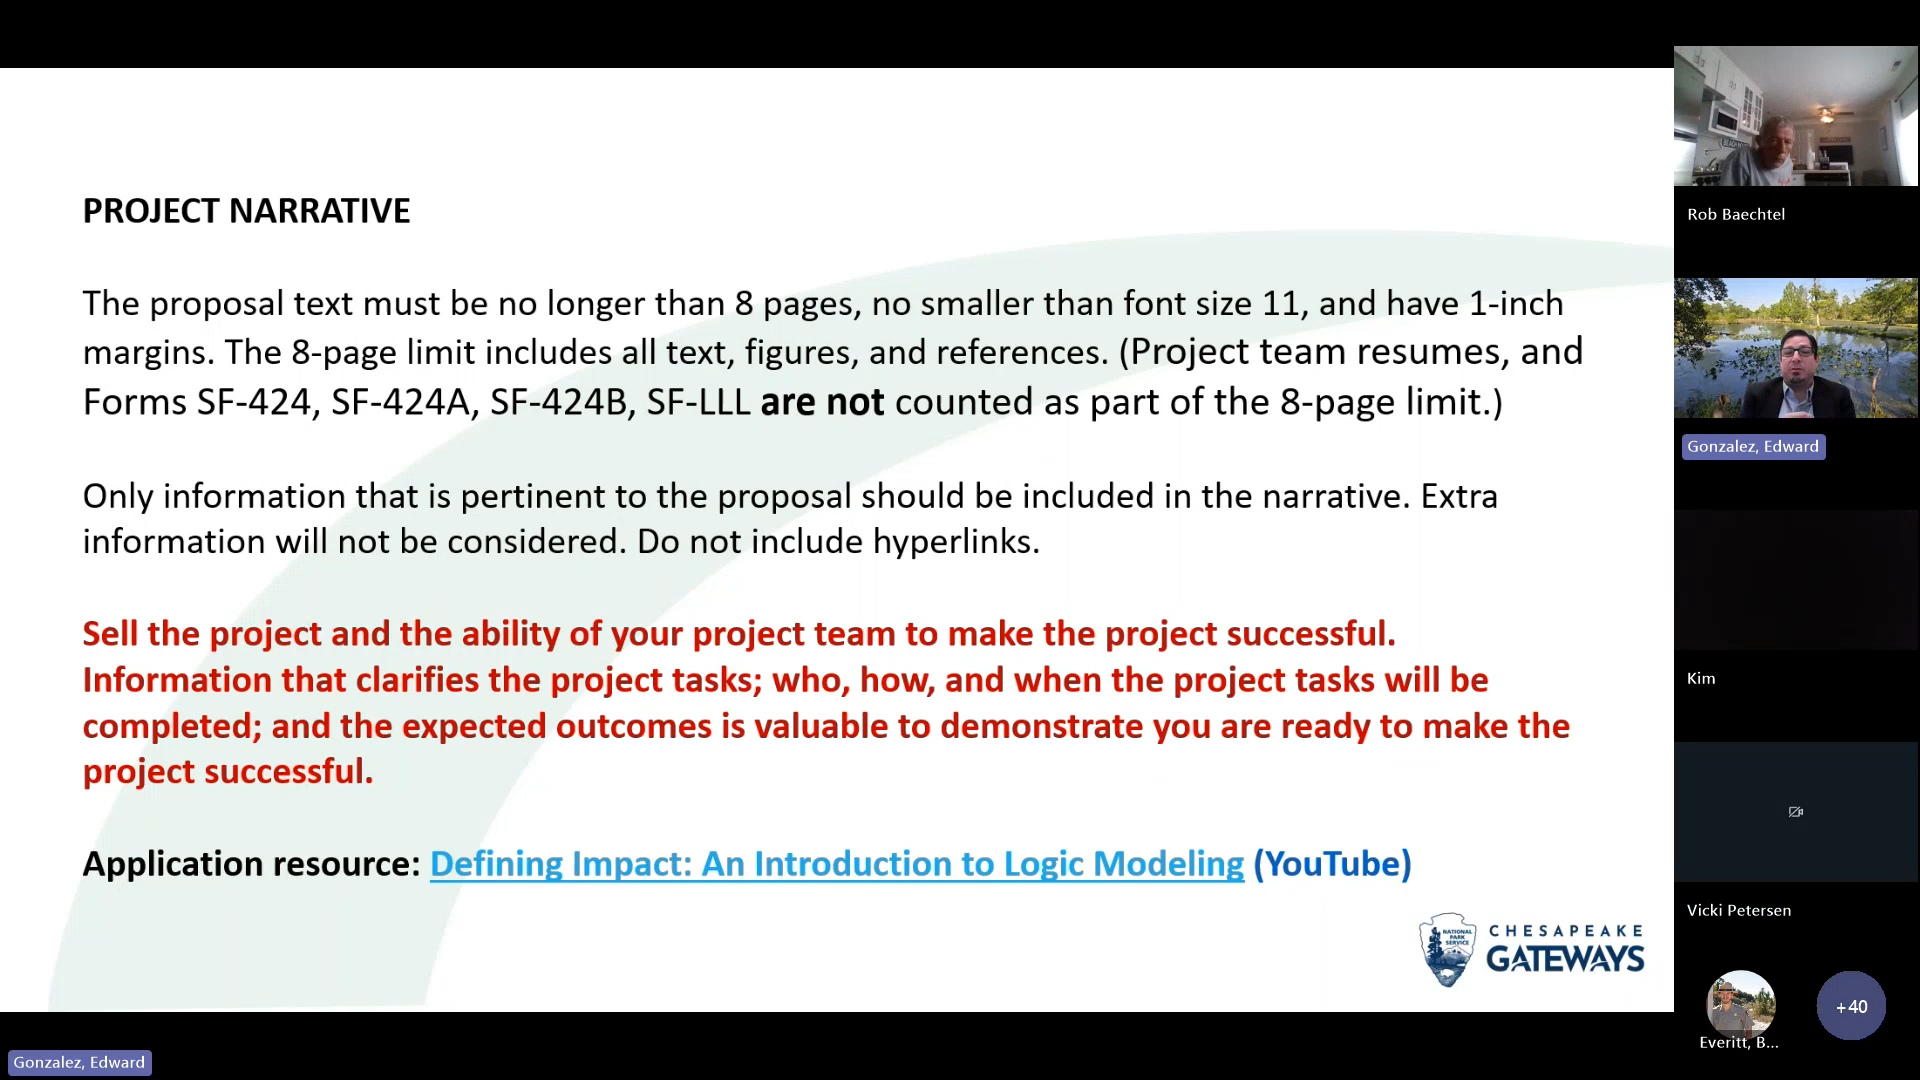 PROJECT NARRATIVE
The proposal text must be no longer than 8 pages, no smaller than font size 11, and have 1-inch
margins. The 8-page limit includes all text, figures, and references. (Project team resumes, and
Forms SF-424, SF-424A, SF-424B, SF-LLL are not counted as part of the 8-page limit.)
Only information that is pertinent to the proposal should be included in the narrative. Extra
information will not be considered. Do not include hyperlinks.
Sell the project and the ability of your project team to make the project successful.
Information that clarifies the project tasks; who, how, and when the project tasks will be
completed; and the expected outcomes is valuable to demonstrate you are ready to make the
project successful.
Application resource: Defining Impact: An Introduction to Logic Modeling (YouTube)
NATIONAL
PARK
SERVICE
CHESAPEAKE
GATEWAYS
Rob Baechtel
Gonzalez, Edward
Kim
Vicki Petersen
Everitt, B...
+40
Gonzalez, Edward